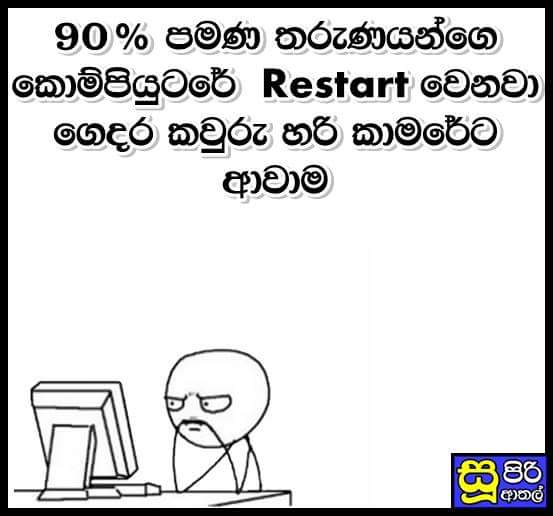 90% පමණ තරුණයන්ගෙ
කොම්පියුටරේ Restart වෙනවා
ගෙදර කවුරු හරි කාමරේට
ආවාම
සුපිරි
ආතල්